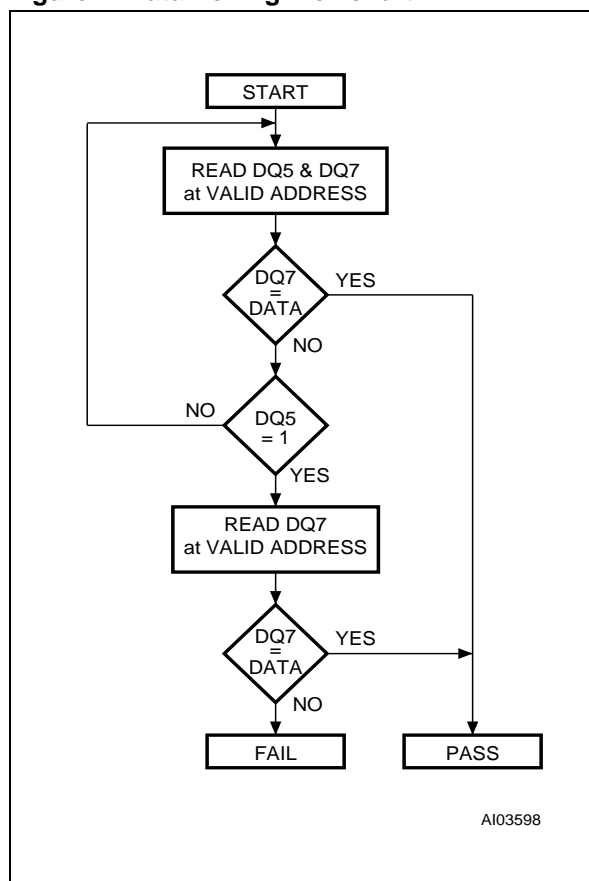 START
READ DQ5 & DQ7
at VALID ADDRESS
DQ7
=
DATA
YES
NO
NO
DQ5
= 1
YES
READ DQ7
at VALID ADDRESS
DQ7
=
DATA
YES
NO
FAIL
PASS
AI03598